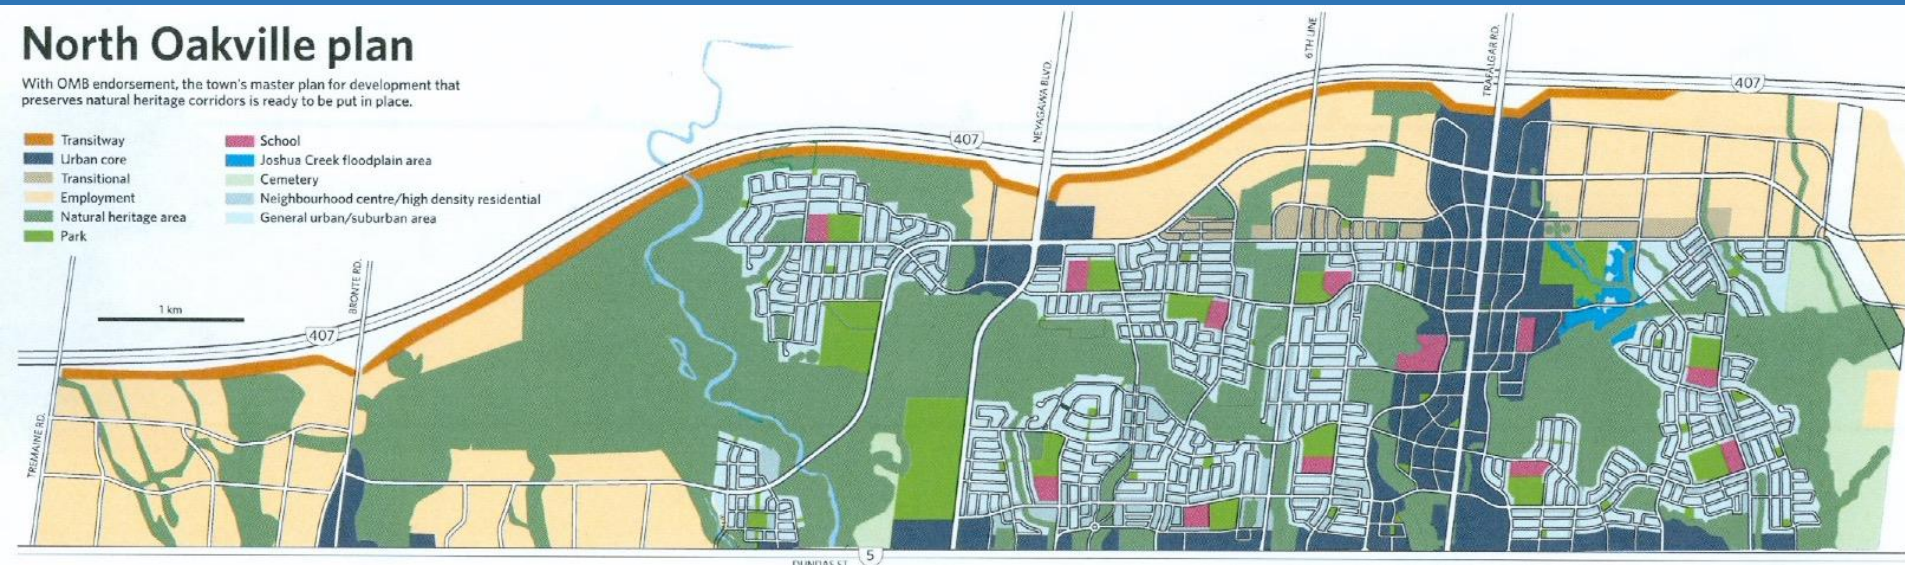 North Oakville plan
With OMB endorsement, the town's master plan for development that
preserves natural heritage corridors is ready to be put in place.
Transitway
Urban core
Transitional
Employment
Natural heritage area
Park
School
Joshua Creek floodplain area
Cemetery
Neighbourhood centre/high density residential
General urban/suburban area
1 km
TREMAINE RD.
BRONTE RD.
407
407
NEYAGAWA BLVD.
6TH LINE
TRAFALGAR RD.
407
5
DUNDAS ST.